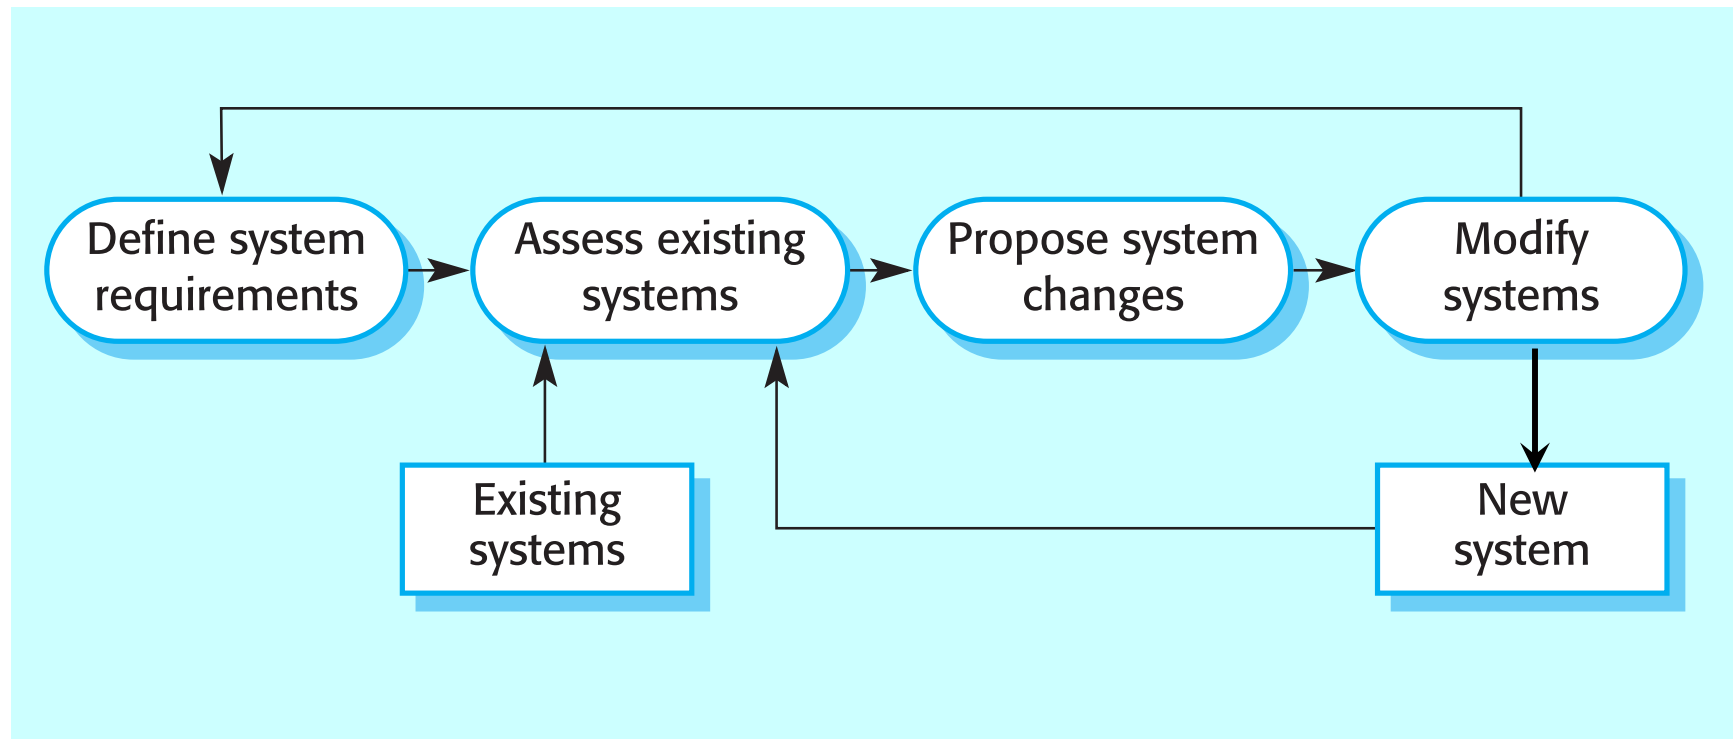 Define system
requirements
Assess existing
systems
Propose system
changes
Modify
systems
Existing
systems
New
system